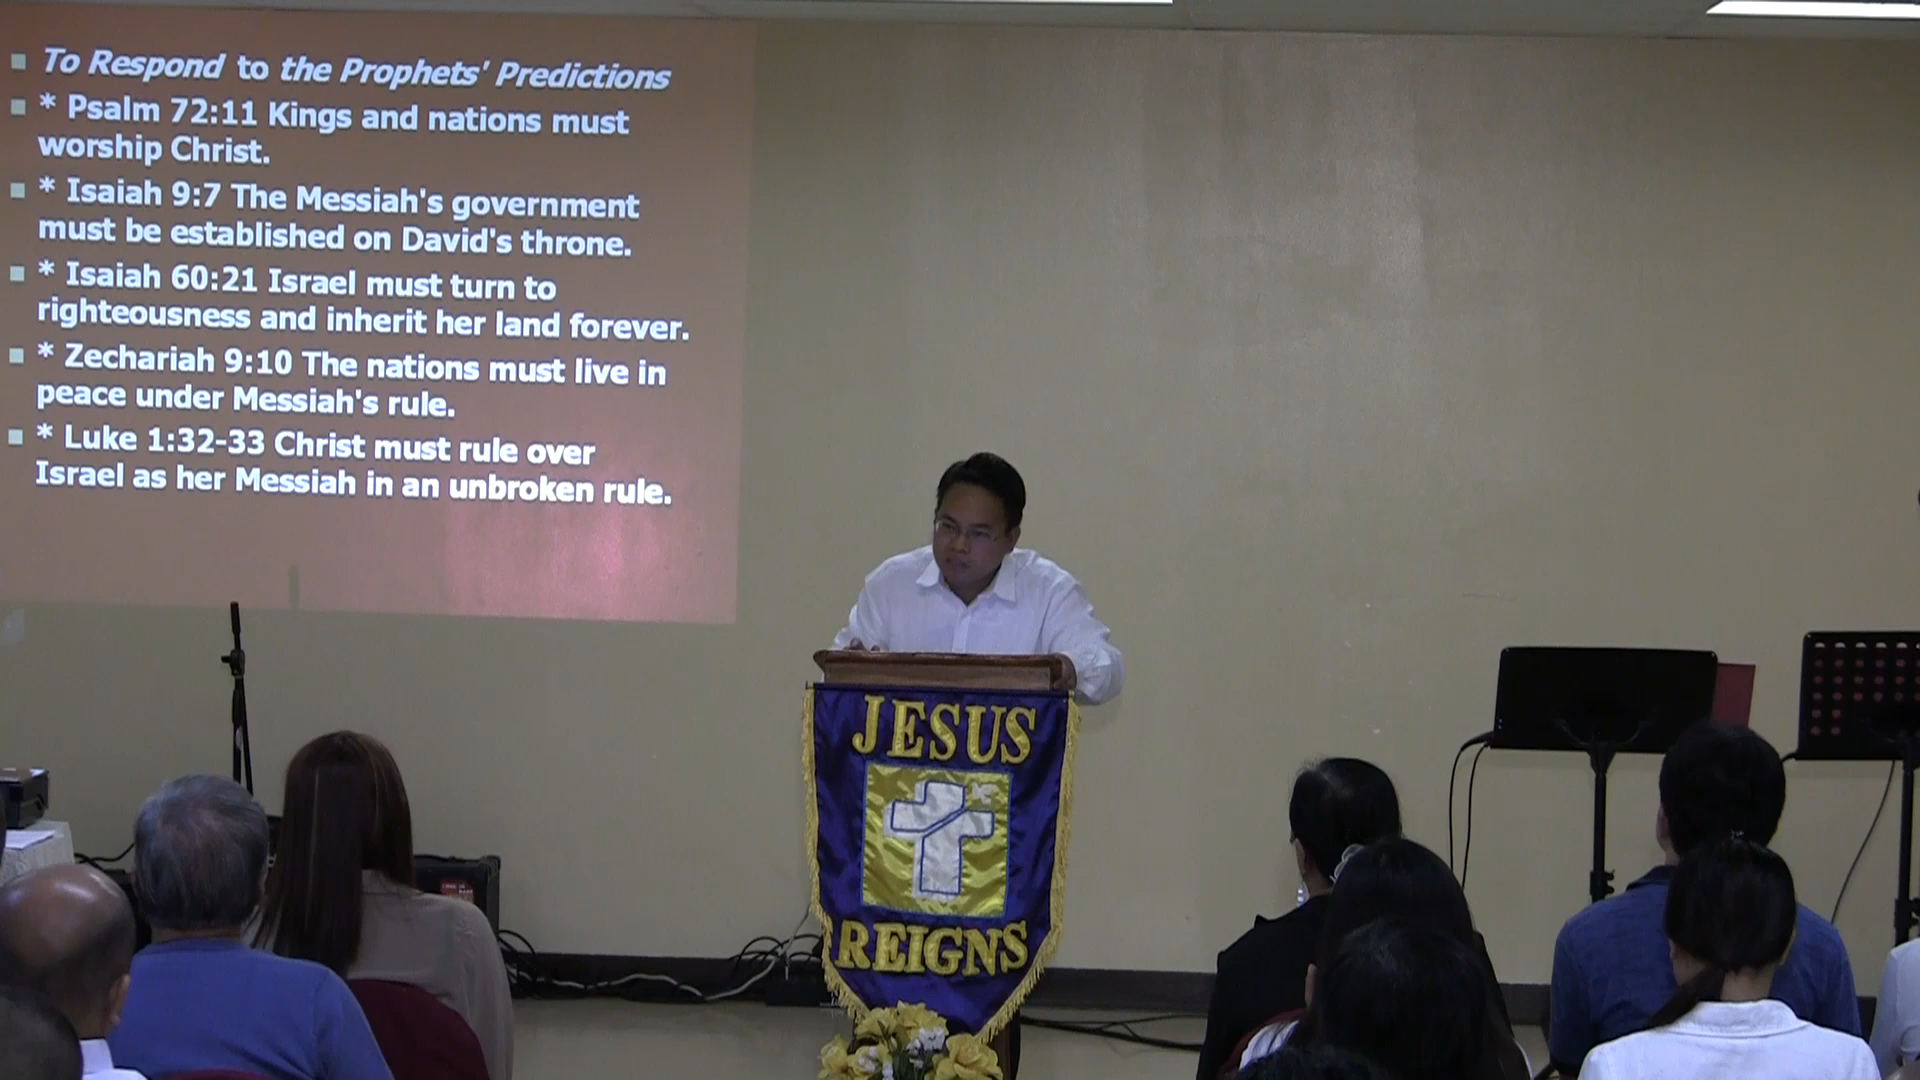 To Respond to the Prophets' Predictions
* Psalm 72:11 Kings and nations must
worship Christ.
* Isaiah 9:7 The Messiah's government
must be established on David's throne.
* Isaiah 60:21 Israel must turn to
righteousness and inherit her land forever.
* Zechariah 9:10 The nations must live in
peace under Messiah's rule.
* Luke 1:32-33 Christ must rule over
Israel as her Messiah in an unbroken rule.
JESUS
REIGNS